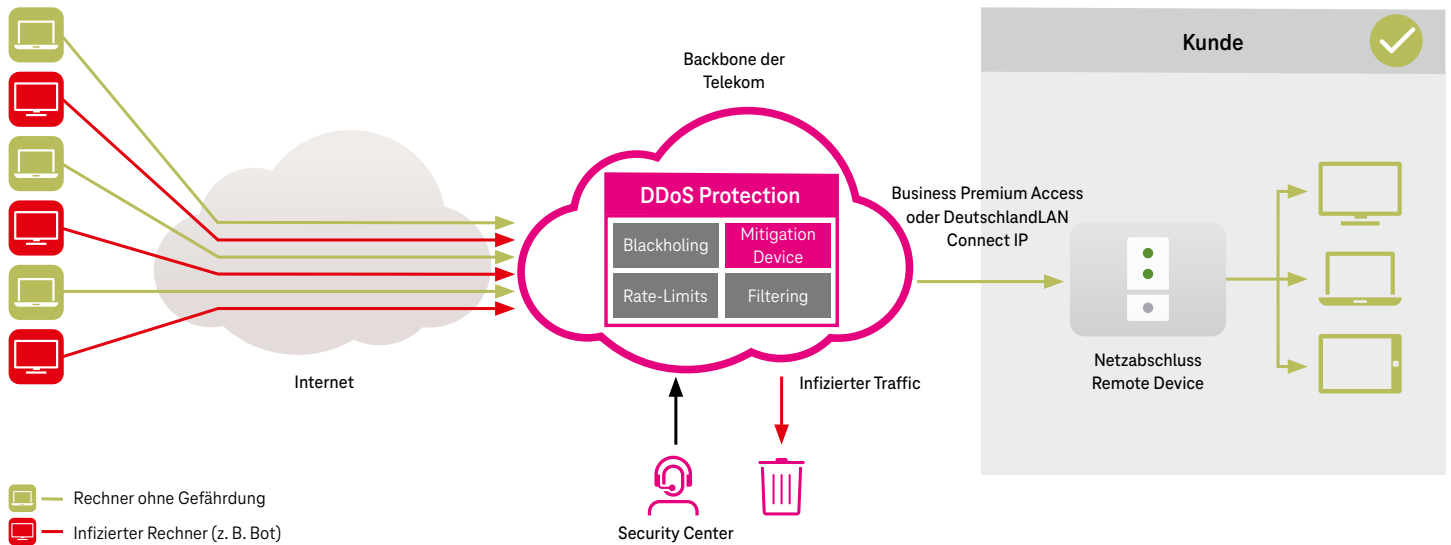 Backbone der
Telekom
Kunde
DDoS Protection
Blackholing
Mitigation
Device
Rate-Limits
Filtering
Business Premium Access
oder DeutschlandLAN
Connect IP
Internet
Infizierter Traffic
Netzabschluss
Remote Device
Security Center
Rechner ohne Gefährdung
Infizierter Rechner (z. B. Bot)